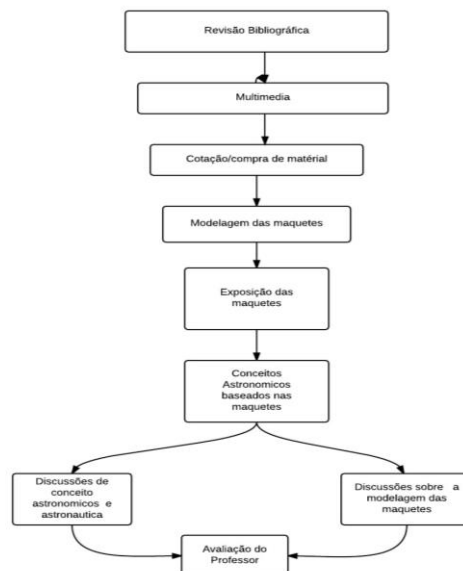 Revisão Bibliográfica
Multimedia
Cotação/compra de matérial
Modelagem das maquetes
Exposição das
maquetes
Conceitos
Astronomicos
baseados nas
maquetes
Discussões de
conceito
astronomicos e
astronautica
Discussões sobre a
modelagem das
maquetes
Avaliação do
Professor